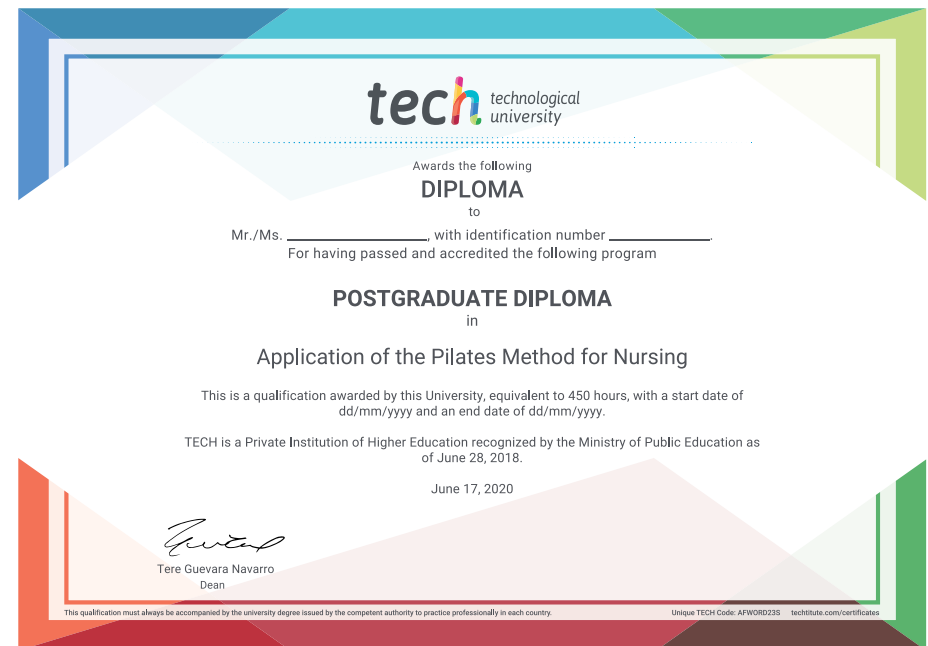 tech technological
university
Awards the following
DIPLOMA
to
Mr./Ms. ____________________, with identification number ______________.
For having passed and accredited the following program
POSTGRADUATE DIPLOMA
in
Application of the Pilates Method for Nursing
This is a qualification awarded by this University, equivalent to 450 hours, with a start date of
dd/mm/yyyy and an end date of dd/mm/yyyy.
TECH is a Private Institution of Higher Education recognized by the Ministry of Public Education as
of June 28, 2018.
June 17, 2020
Tere Guevara Navarro
Dean
This qualification must always be accompanied by the university degree issued by the competent authority to practice professionally in each country. Unique TECH Code: AFWORD23S techtitute.com/certificates